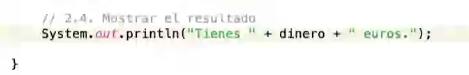 // 2.4. Mostrar el resultado
System.out.println("Tienes " + dinero + " euros.");
}